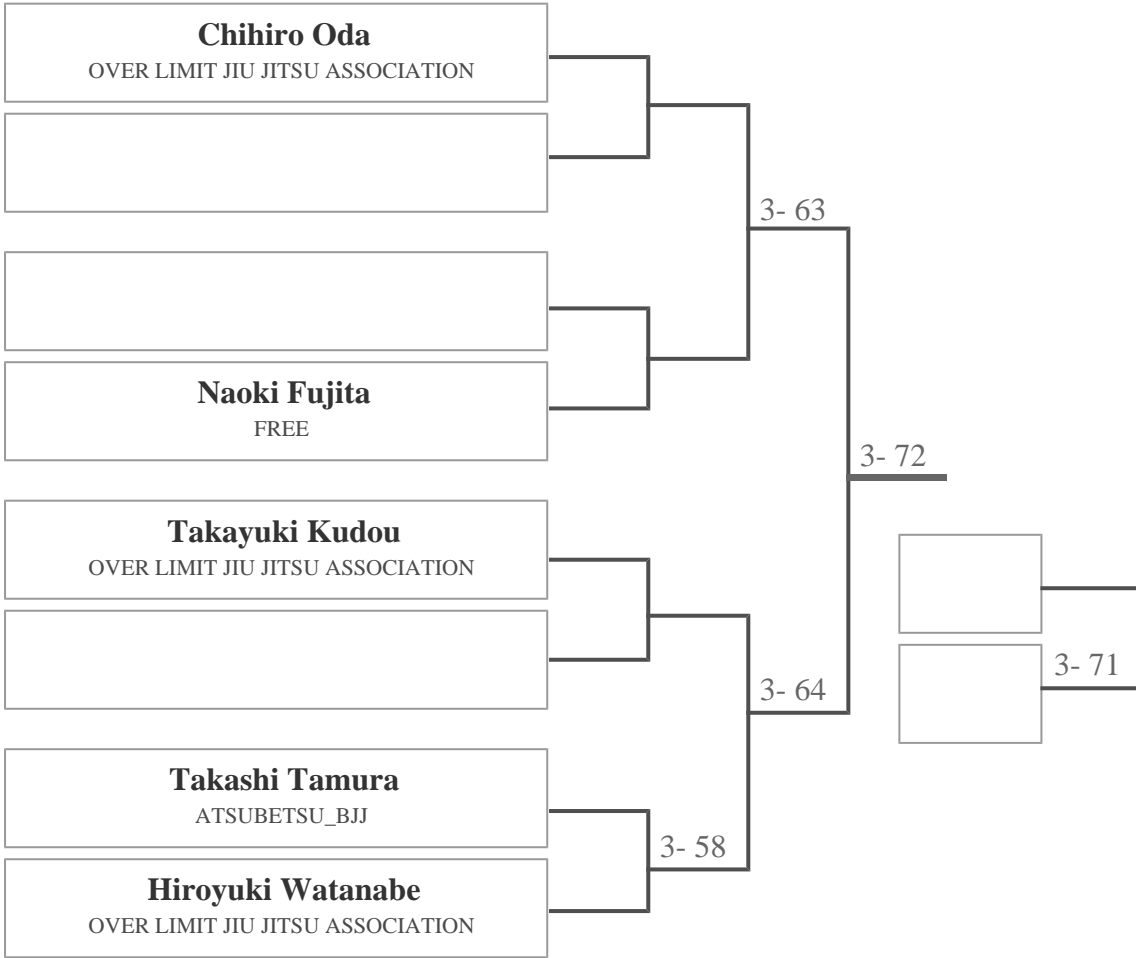 Chihiro Oda
OVER LIMIT JIU JITSU ASSOCIATION
3- 63
Naoki Fujita
FREE
3- 72
Takayuki Kudou
OVER LIMIT JIU JITSU ASSOCIATION
3- 71
3- 64
Takashi Tamura
ATSUBETSU_BJJ
3- 58
Hiroyuki Watanabe
OVER LIMIT JIU JITSU ASSOCIATION